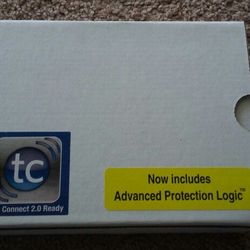 tc
Connect 2.0 Ready
Now includes
Advanced Protection Logic™